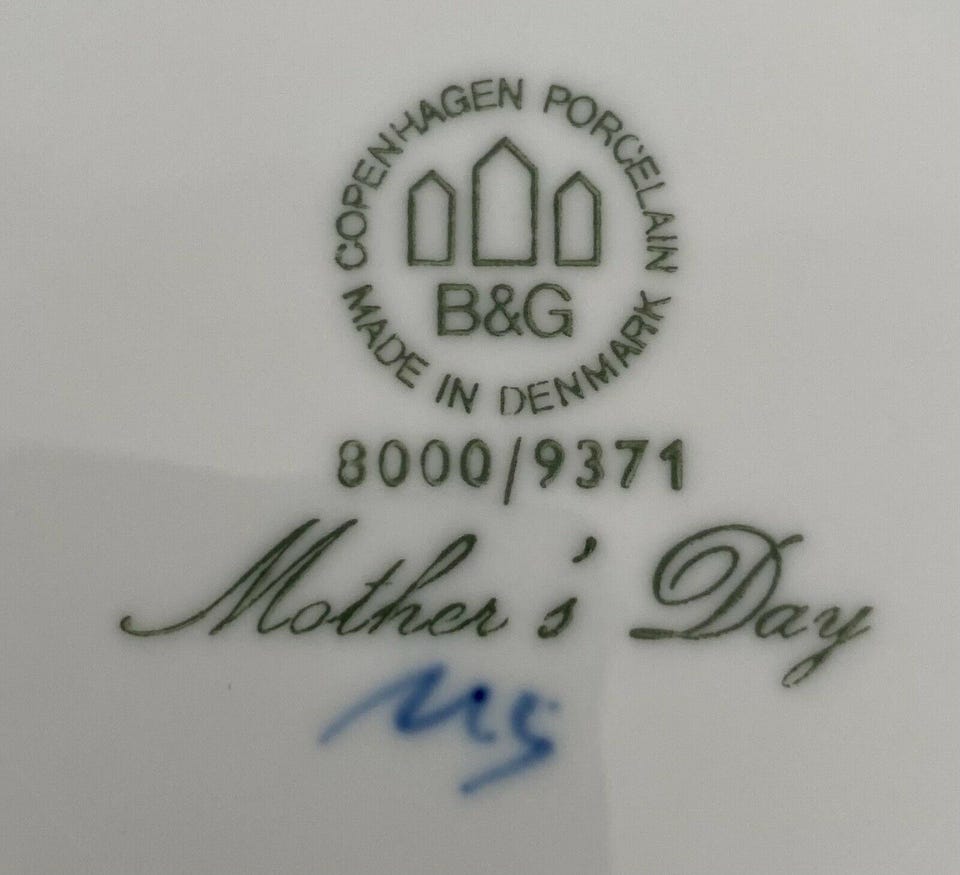 COPENHAGEN PORCELAIN
B&G
MADE IN DENMARK
8000/9371
Mother's Day